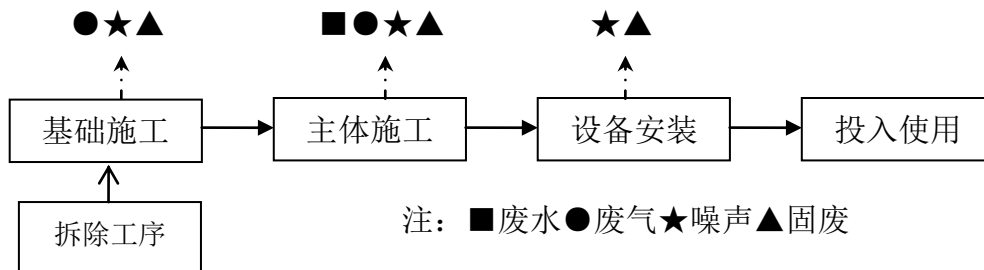 ●★▲ ■●★▲ ★▲
基础施工 主体施工 设备安装 投入使用
拆除工序 注：■废水●废气★噪声▲固废